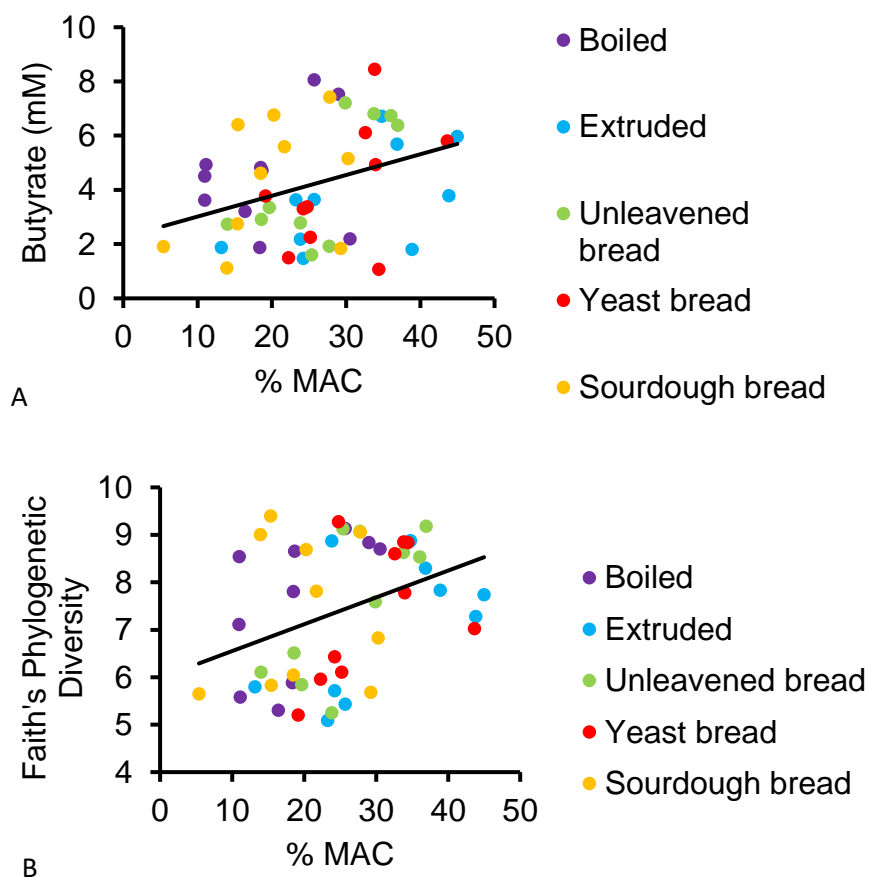 10
8
6
4
2
0
Butyrate (mM)
0 10 20 30 40 50
% MAC
A
Boiled
Extruded
Unleavened
bread
Yeast bread
Sourdough bread
10
9
8
7
6
5
4
Faith's Phylogenetic
Diversity
0 10 20 30 40 50
% MAC
B
Boiled
Extruded
Unleavened bread
Yeast bread
Sourdough bread